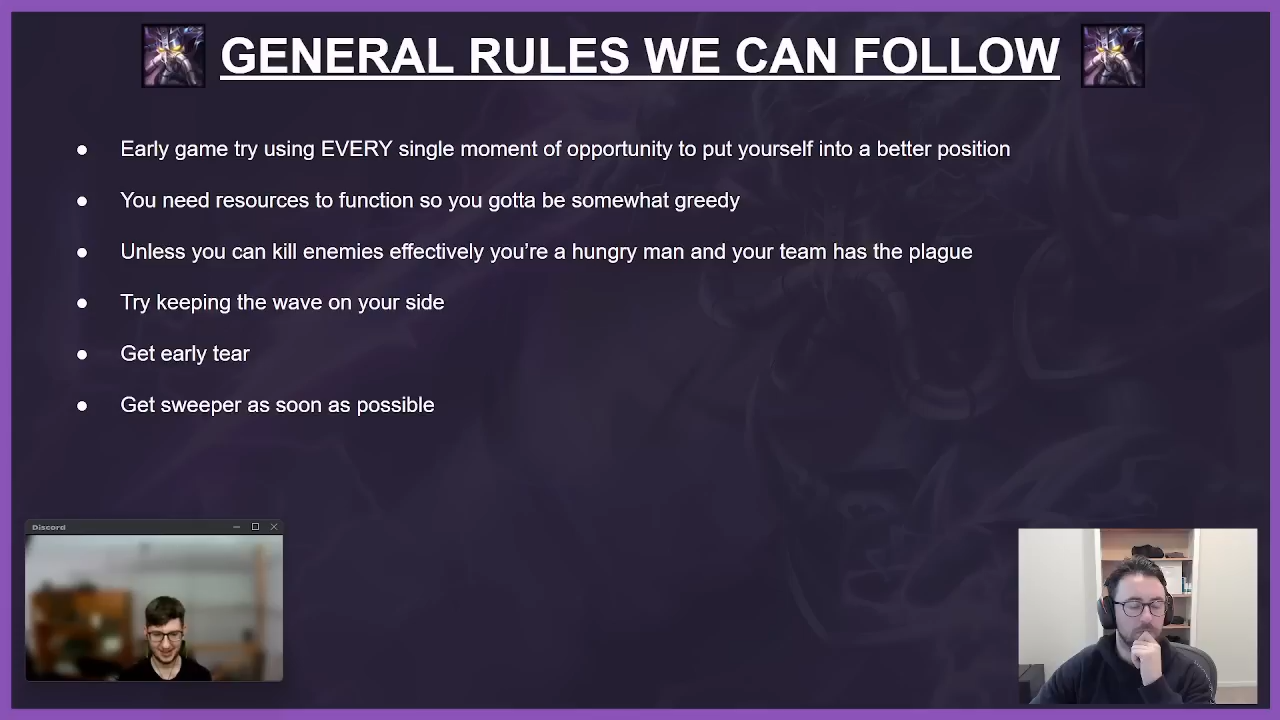 GENERAL RULES WE CAN FOLLOW
● Early game try using EVERY single moment of opportunity to put yourself into a better position
● You need resources to function so you gotta be somewhat greedy
● Unless you can kill enemies effectively you’re a hungry man and your team has the plague
● Try keeping the wave on your side
● Get early tear
● Get sweeper as soon as possible
Discord